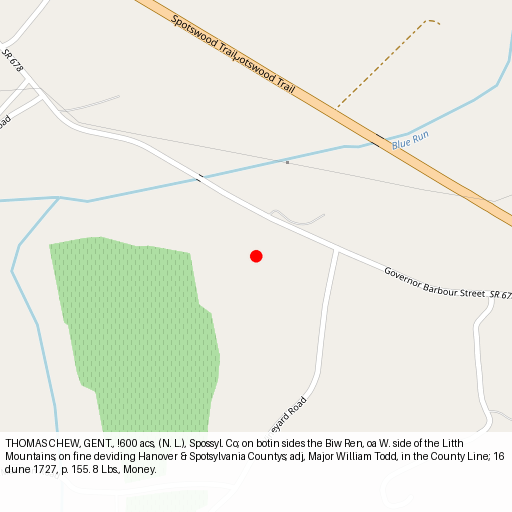 Spotswood Trail
potswood Trail
SR 678
Blue Run
oad
Governor Barbour Street
SR 67
eyard Road
THOMAS CHEW, GENT., !600 acs, (N. L.), Spossyl. Co; on botin sides the Biw Ren, oa W. side of the Litth
Mountains; on fine deviding Hanover & Spotsylvania Countys; adj, Major William Todd, in the County Line; 16
dune 1727, p. 155. 8 Lbs., Money.